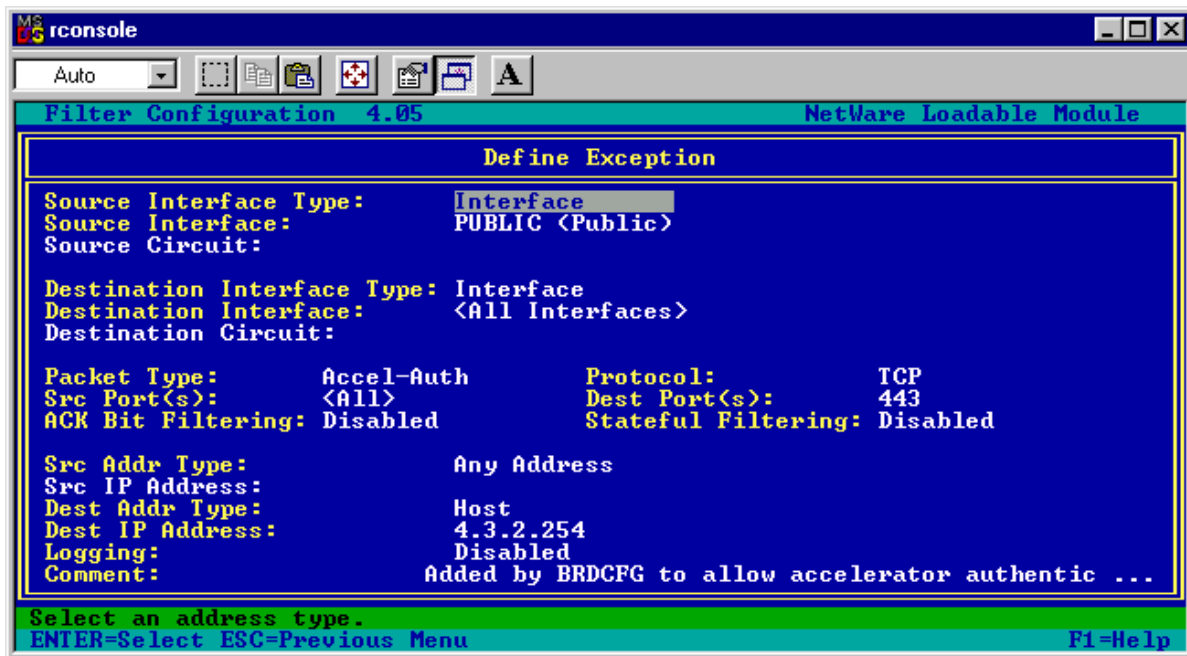 rconsole
Auto
A
Filter Configuration 4.05 NetWare Loadable Module
Define Exception
Source Interface Type: Interface
Source Interface: PUBLIC <Public>
Source Circuit:
Destination Interface Type: Interface
Destination Interface: <All Interfaces>
Destination Circuit:
Packet Type: Accel-Auth Protocol: TCP
Src Port(s): <All> Dest Port(s): 443
ACK Bit Filtering: Disabled Stateful Filtering: Disabled
Src Addr Type: Any Address
Src IP Address:
Dest Addr Type: Host
Dest IP Address: 4.3.2.254
Logging: Disabled
Comment: Added by BRDCFG to allow accelerator authentic ...
Select an address type.
ENTER=Select ESC=Previous Menu F1=Help